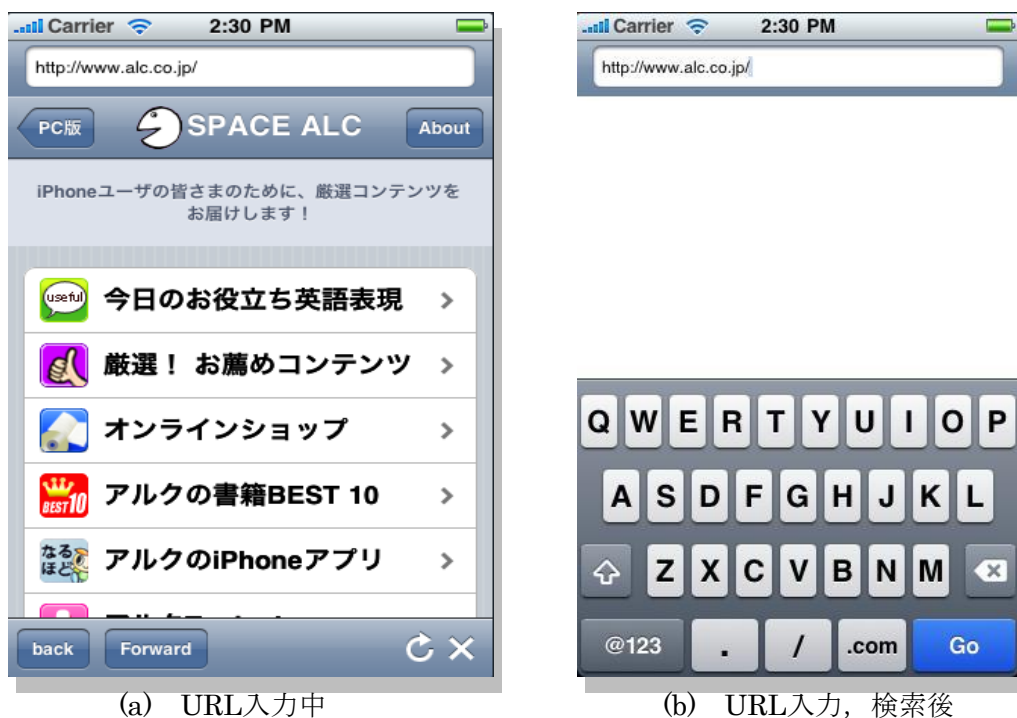 Carrier 2:30 PM
http://www.alc.co.jp/
PC版 SPACE ALC About
iPhoneユーザの皆さまのために、厳選コンテンツを
お届けします！
useful 今日のお役立ち英語表現
厳選！ お薦めコンテンツ
オンラインショップ
BEST10 アルクの書籍BEST 10
なるほど アルクのiPhoneアプリ
back Forward
(a) URL入力中
Carrier 2:30 PM
http://www.alc.co.jp/
Q W E R T Y U I O P
A S D F G H J K L
Z X C V B N M
@123 . / .com Go
(b) URL入力，検索後